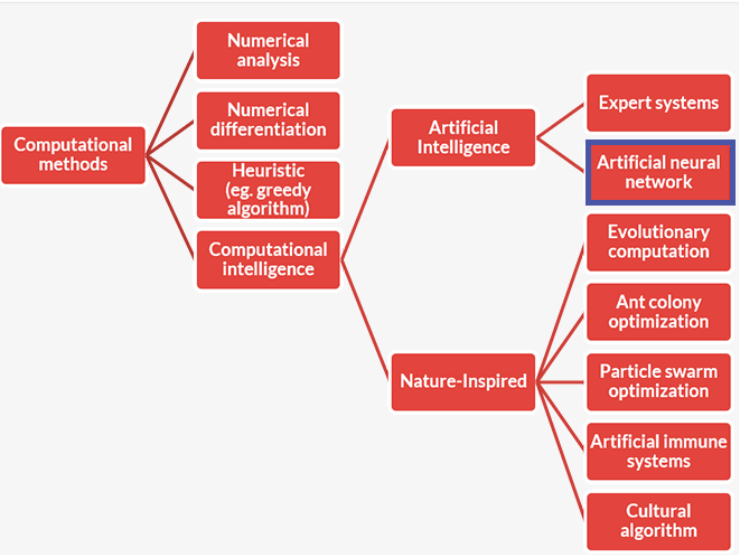 Computational
methods
Numerical
analysis
Numerical
differentiation
Heuristic
(eg. greedy
algorithm)
Computational
intelligence
Artificial
Intelligence
Nature-Inspired
Expert systems
Artificial neural
network
Evolutionary
computation
Ant colony
optimization
Particle swarm
optimization
Artificial immune
systems
Cultural
algorithm